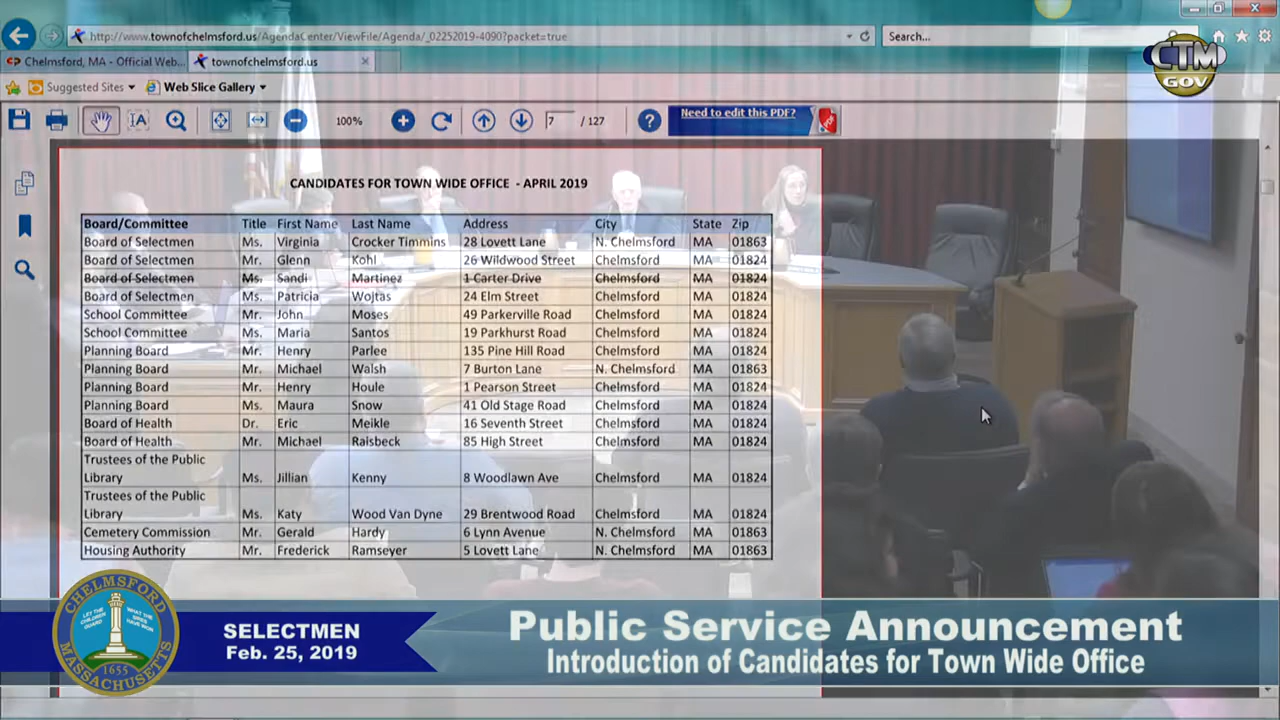 http://www.townofchelmsford.us/AgendaCenter/ViewFile/Agenda/_02252019-4090?packet=true
Search...
Chelmsford, MA - Official Web...
townofchelmsford.us
CTM
GOV
Suggested Sites
Web Slice Gallery
100%
7 / 127
Need to edit this PDF?
CANDIDATES FOR TOWN WIDE OFFICE - APRIL 2019
Board/Committee Title First Name Last Name Address City State Zip
Board of Selectmen Ms. Virginia Crocker Timmins 28 Lovett Lane N. Chelmsford MA 01863
Board of Selectmen Mr. Glenn Kohl 26 Wildwood Street Chelmsford MA 01824
Board of Selectmen Ms. Sandi Martinez 1 Carter Drive Chelmsford MA 01824
Board of Selectmen Ms. Patricia Wojtas 24 Elm Street Chelmsford MA 01824
School Committee Mr. John Moses 49 Parkerville Road Chelmsford MA 01824
School Committee Ms. Maria Santos 19 Parkhurst Road Chelmsford MA 01824
Planning Board Mr. Henry Parlee 135 Pine Hill Road Chelmsford MA 01824
Planning Board Mr. Michael Walsh 7 Burton Lane N. Chelmsford MA 01863
Planning Board Mr. Henry Houle 1 Pearson Street Chelmsford MA 01824
Planning Board Ms. Maura Snow 41 Old Stage Road Chelmsford MA 01824
Board of Health Dr. Eric Meikle 16 Seventh Street Chelmsford MA 01824
Board of Health Mr. Michael Raisbeck 85 High Street Chelmsford MA 01824
Trustees of the Public
Library Ms. Jillian Kenny 8 Woodlawn Ave Chelmsford MA 01824
Trustees of the Public
Library Ms. Katy Wood Van Dyne 29 Brentwood Road Chelmsford MA 01824
Cemetery Commission Mr. Gerald Hardy 6 Lynn Avenue N. Chelmsford MA 01863
Housing Authority Mr. Frederick Ramseyer 5 Lovett Lane N. Chelmsford MA 01863
CHELMSFORD
LET THE CHILDREN GUARD
WHAT THE SIRES HAVE WON
1655
MASSACHUSETTS
SELECTMEN
Feb. 25, 2019
Public Service Announcement
Introduction of Candidates for Town Wide Office